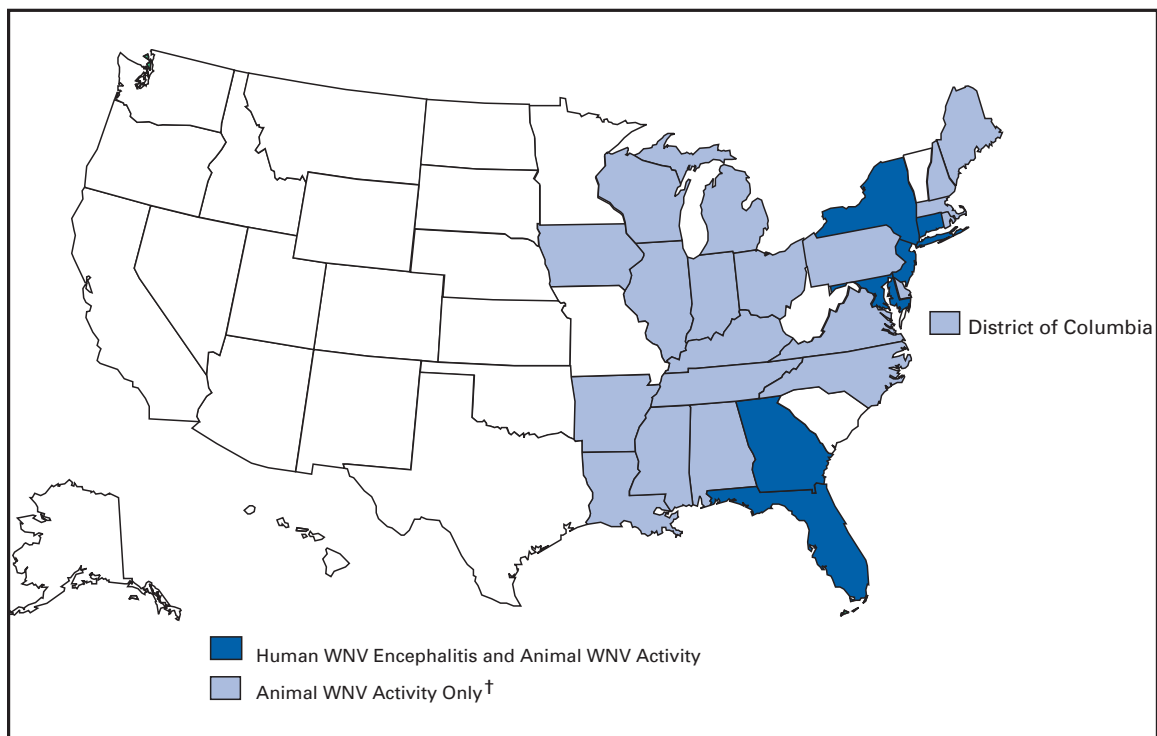 District of Columbia
Human WNV Encephalitis and Animal WNV Activity
Animal WNV Activity Only†